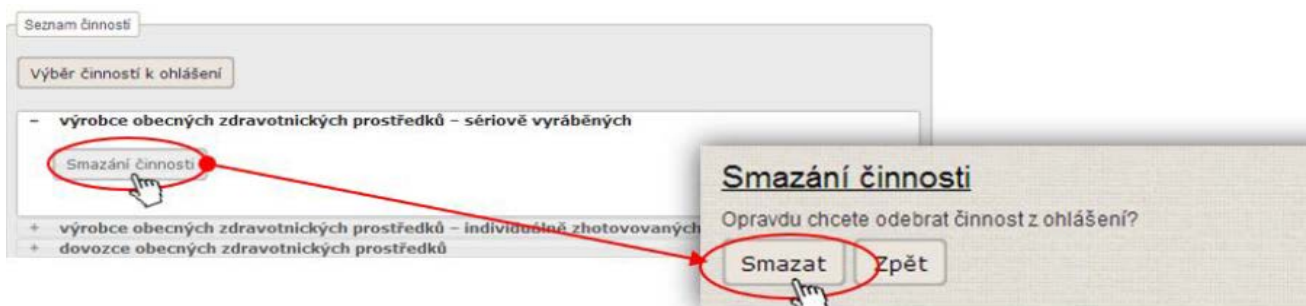 Seznam činností
Výběr činností k ohlášení
– výrobce obecných zdravotnických prostředků – sériově vyráběných
Smazání činnosti
+ výrobce obecných zdravotnických prostředků – individuálně zhotovovaných
+ dovozce obecných zdravotnických prostředků
Smazání činnosti
Opravdu chcete odebrat činnost z ohlášení?
Smazat Zpět